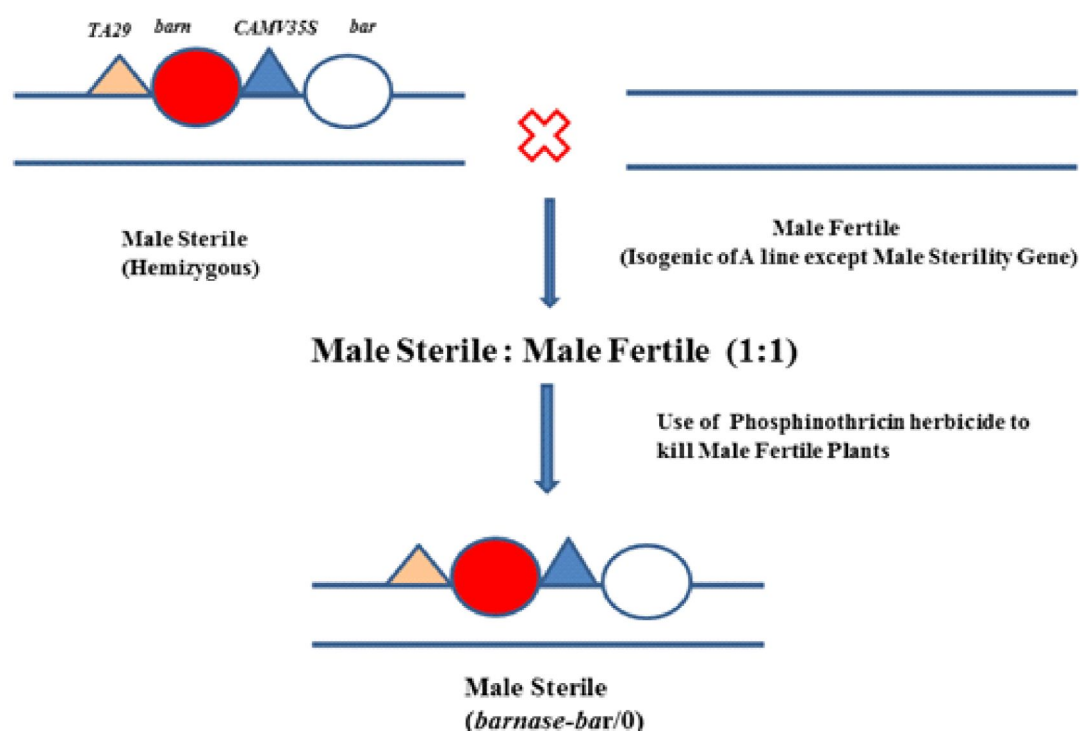 TA29 barn CAMV35S bar
Male Sterile
(Hemizygous)
Male Fertile
(Isogenic of A line except Male Sterility Gene)
Male Sterile : Male Fertile (1:1)
Use of Phosphinothricin herbicide to
kill Male Fertile Plants
Male Sterile
(barnase-bar/0)